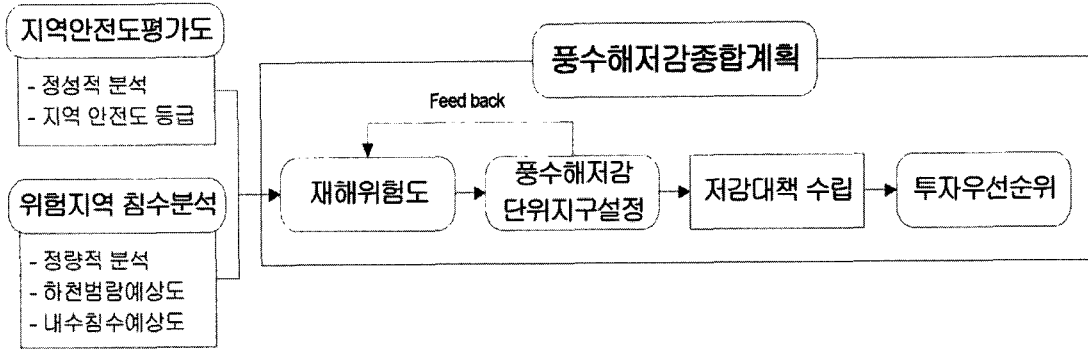 지역안전도평가도
- 정성적 분석
- 지역 안전도 등급
위험지역 침수분석
- 정량적 분석
- 하천범람예상도
- 내수침수예상도
풍수해저감종합계획
Feed back
재해위험도
풍수해저감
단위지구설정
저감대책 수립
투자우선순위